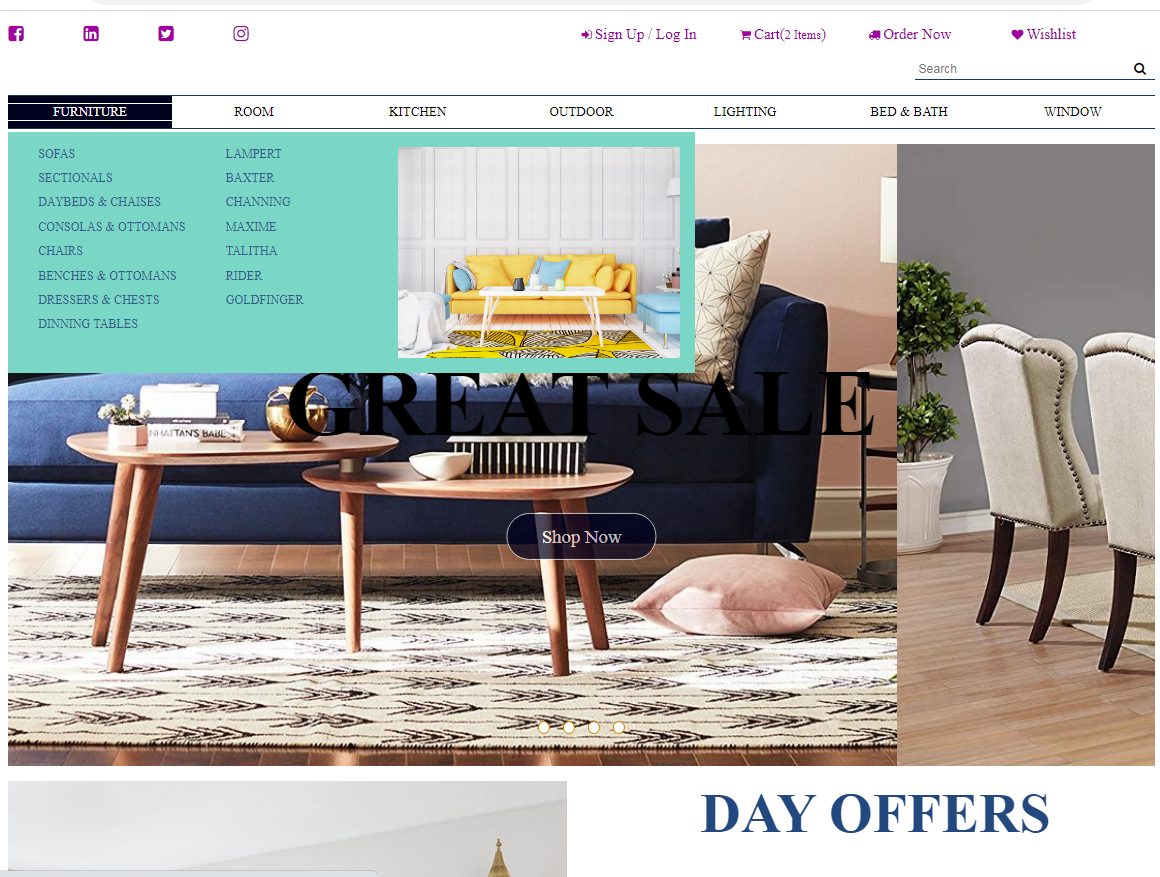 Sign Up / Log In Cart(2 Items) Order Now Wishlist
Search
FURNITURE ROOM KITCHEN OUTDOOR LIGHTING BED & BATH WINDOW
SOFAS LAMPERT
SECTIONALS BAXTER
DAYBEDS & CHAISES CHANNING
CONSOLAS & OTTOMANS MAXIME
CHAIRS TALITHA
BENCHES & OTTOMANS RIDER
DRESSERS & CHESTS GOLDFINGER
DINNING TABLES
GREAT SALE
NHATTAN'S BABE
Shop Now
DAY OFFERS